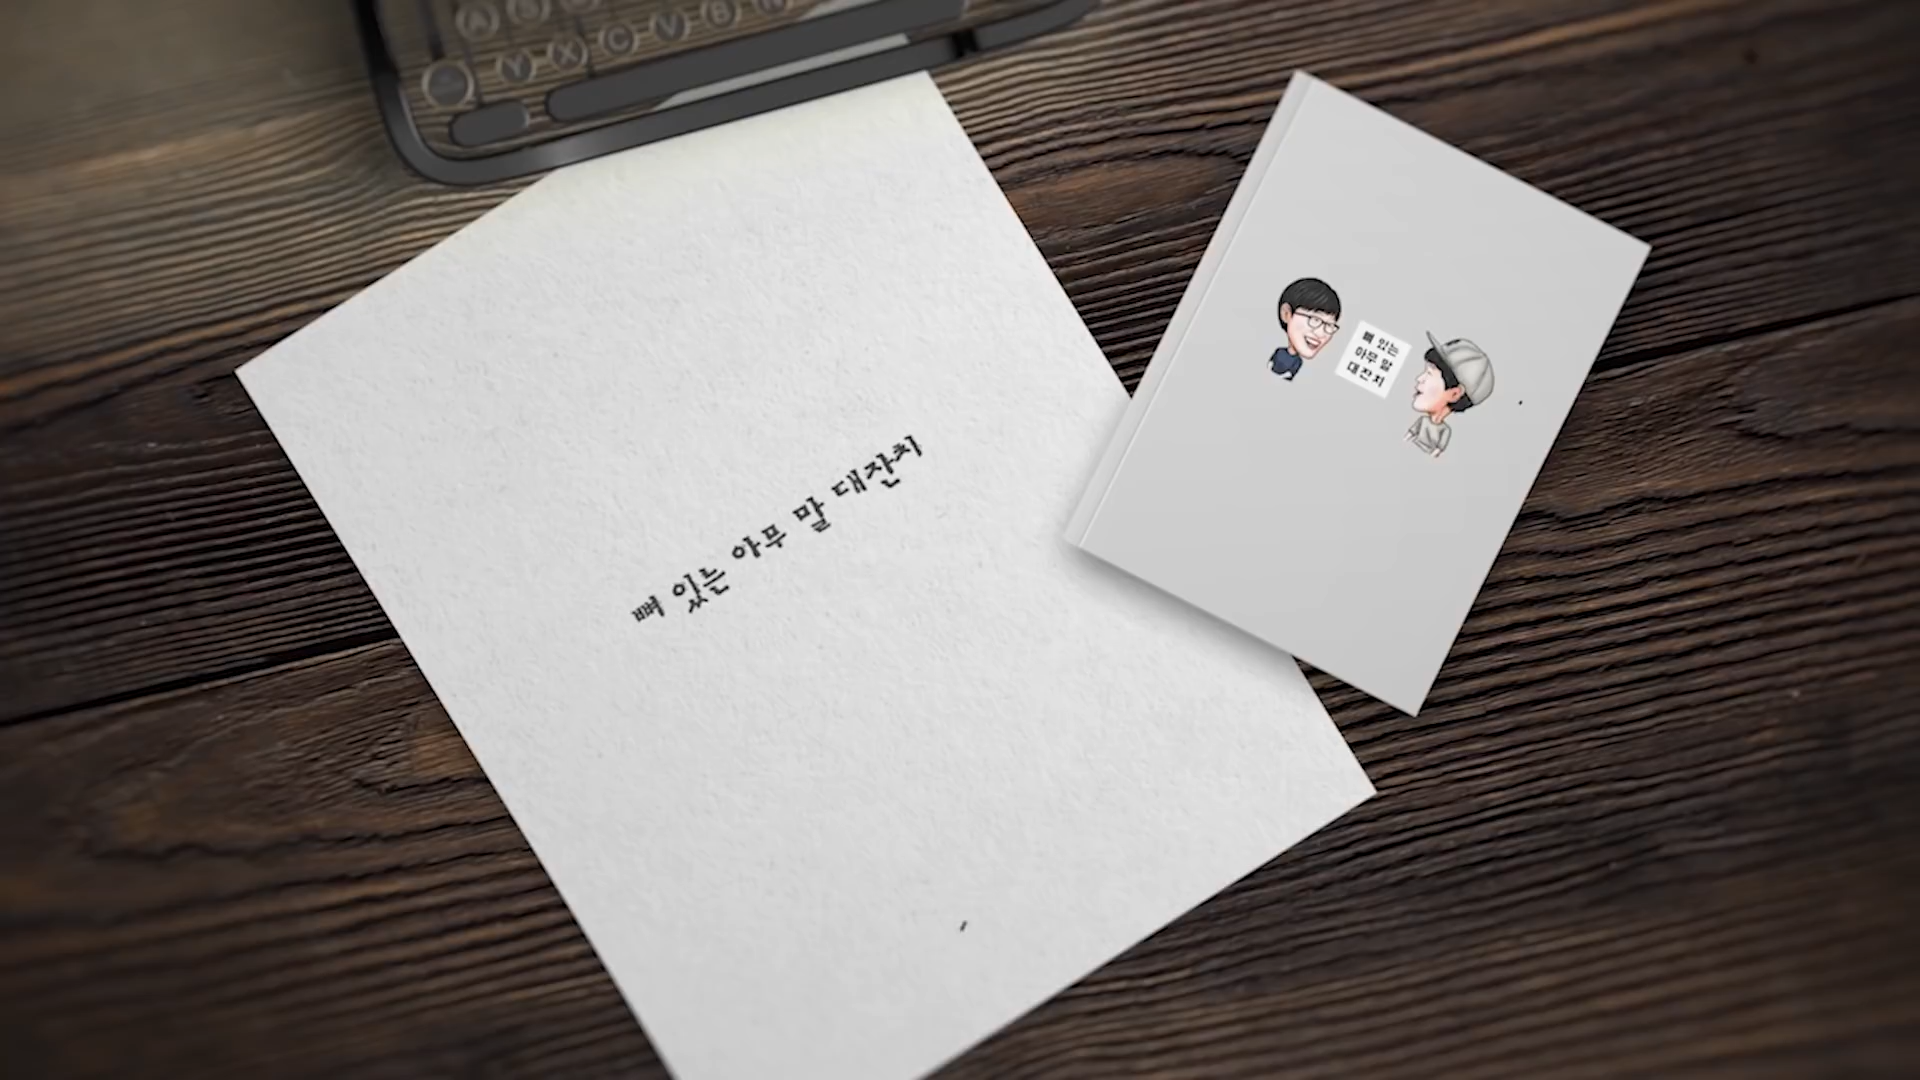 A S D
Y X C V B N
뼈 있는 아무 말 대잔치
뼈 있는
아무 말
대잔치